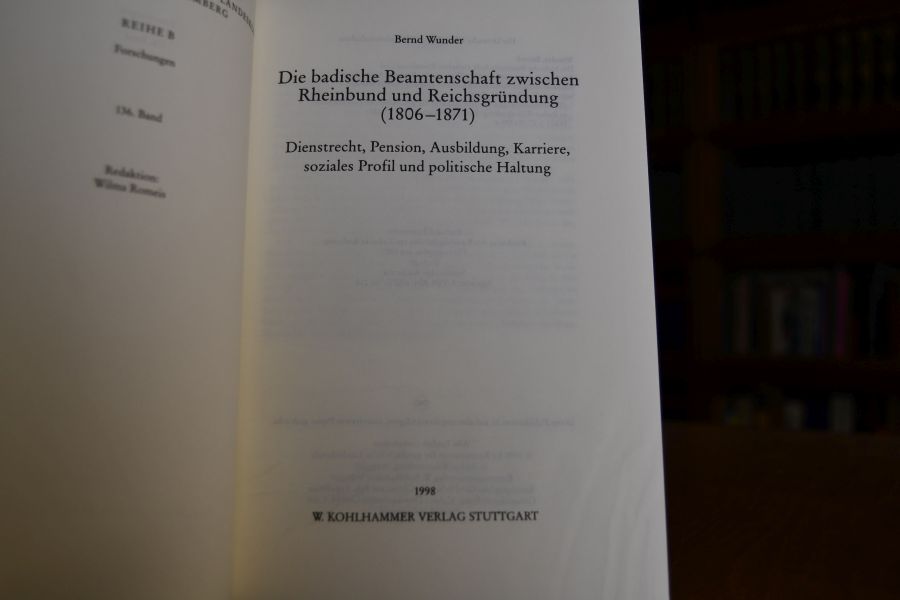 REIHE B
Forschungen
136. Band
Redaktion:
Wilma Romeis
Bernd Wunder
Die badische Beamtenschaft zwischen
Rheinbund und Reichsgründung
(1806–1871)
Dienstrecht, Pension, Ausbildung, Karriere,
soziales Profil und politische Haltung
1998
W. KOHLHAMMER VERLAG STUTTGART